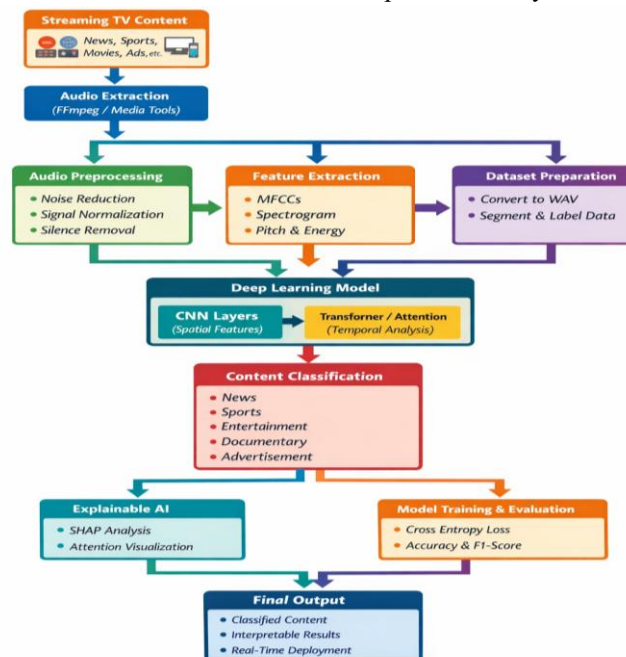 Streaming TV Content
News, Sports,
Movies, Ads, etc.
Audio Extraction
(FFmpeg / Media Tools)
Audio Preprocessing
• Noise Reduction
• Signal Normalization
• Silence Removal
Feature Extraction
• MFCCs
• Spectrogram
• Pitch & Energy
Dataset Preparation
• Convert to WAV
• Segment & Label Data
Deep Learning Model
CNN Layers
(Spatial Features)
Transforner / Attention
(Temporal Analysis)
Content Classification
• News
• Sports
• Entertainment
• Documentary
• Advertisement
Explainable AI
• SHAP Analysis
• Attention Visualization
Model Training & Evaluation
• Cross Entropy Loss
• Accuracy & F1-Score
Final Output
• Classified Content
• Interpretable Results
• Real-Time Deployment